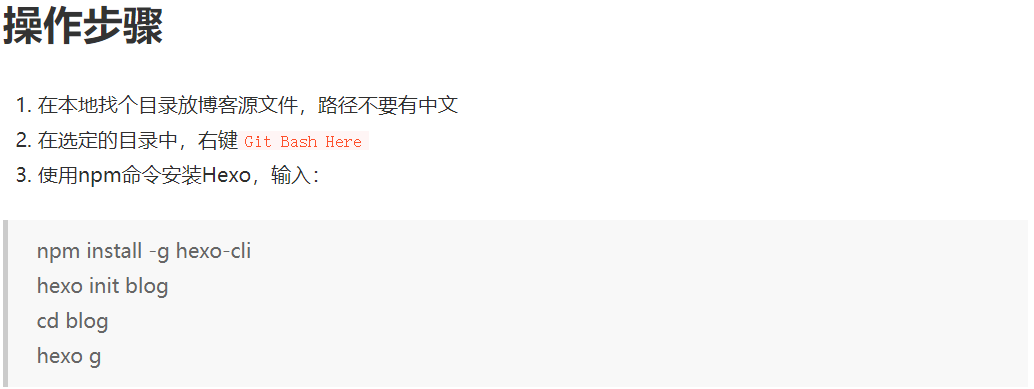 操作步骤
1. 在本地找个目录放博客源文件，路径不要有中文
2. 在选定的目录中，右键 Git Bash Here
3. 使用npm命令安装Hexo，输入：
npm install -g hexo-cli
hexo init blog
cd blog
hexo g